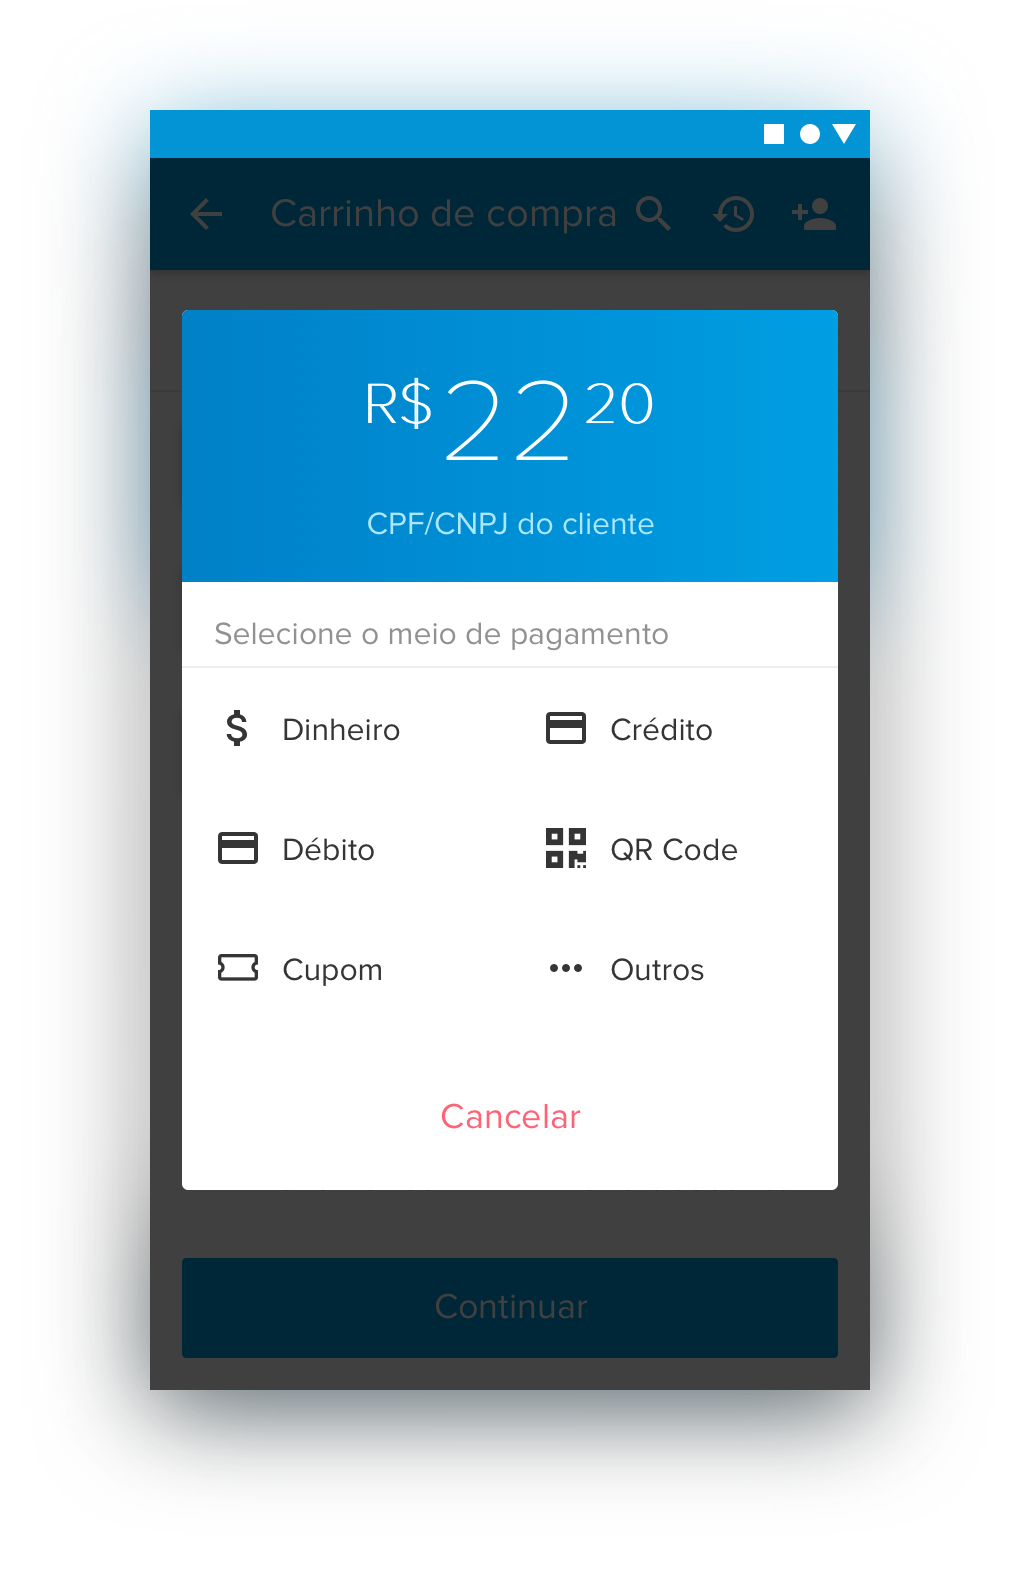 Carrinho de compra
R$ 22 20
CPF/CNPJ do cliente
Selecione o meio de pagamento
Dinheiro
Crédito
Débito
QR Code
Cupom
Outros
Cancelar
Continuar